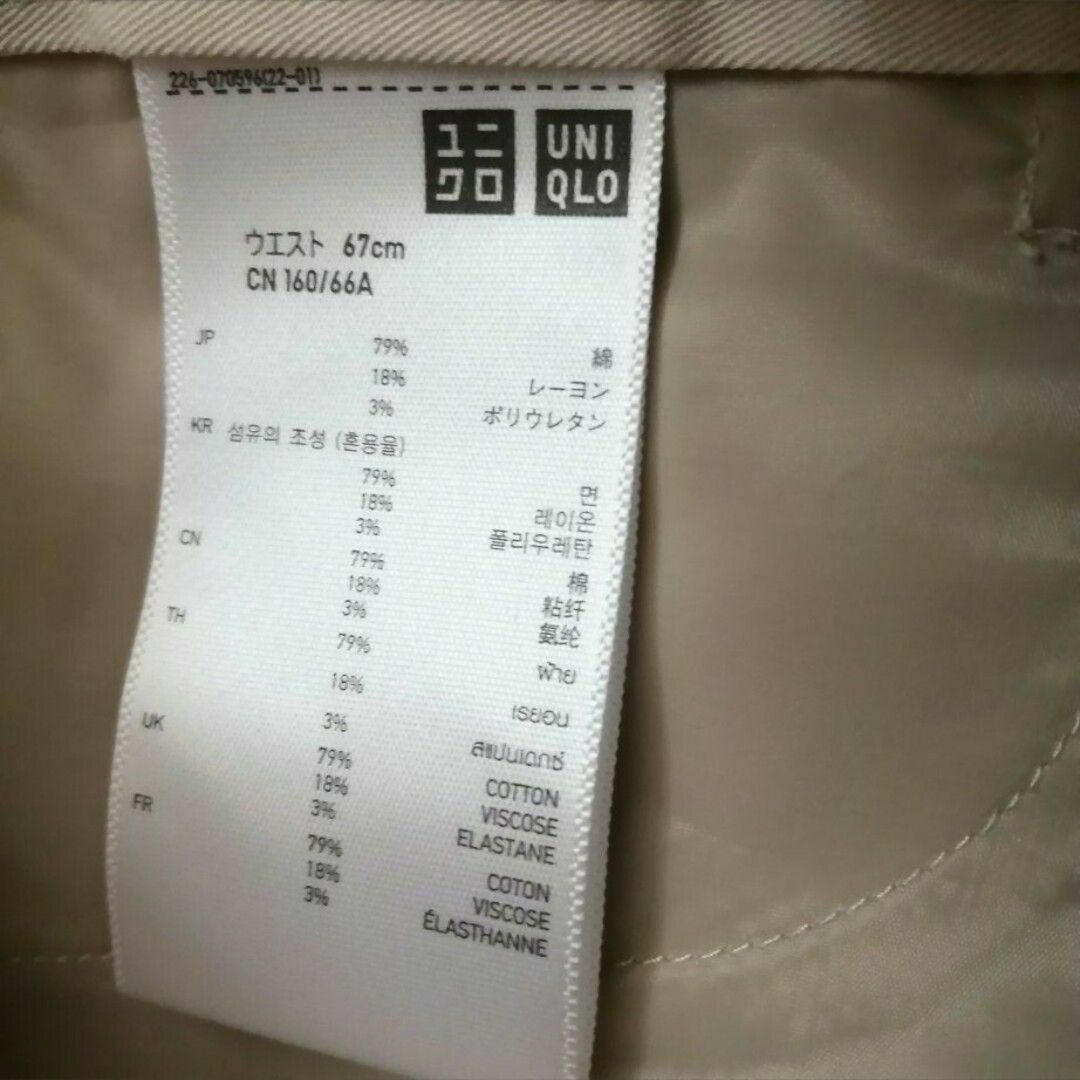 226-070596(22-01)
ユニ
クロ
UNI
QLO
ウエスト 67cm
CN 160/66A
JP 79% 綿
18% レーヨン
3% ポリウレタン
KR 섬유의 조성 (혼용율)
79% 면
18% 레이온
3% 폴리우레탄
CN 79% 棉
18% 粘纤
3% 氨纶
TH 79% ฝ้าย
18% เรยอน
3% สแปนเดกซ์
UK 79% COTTON
18% VISCOSE
3% ELASTANE
FR 79% COTON
18% VISCOSE
3% ÉLASTHANNE